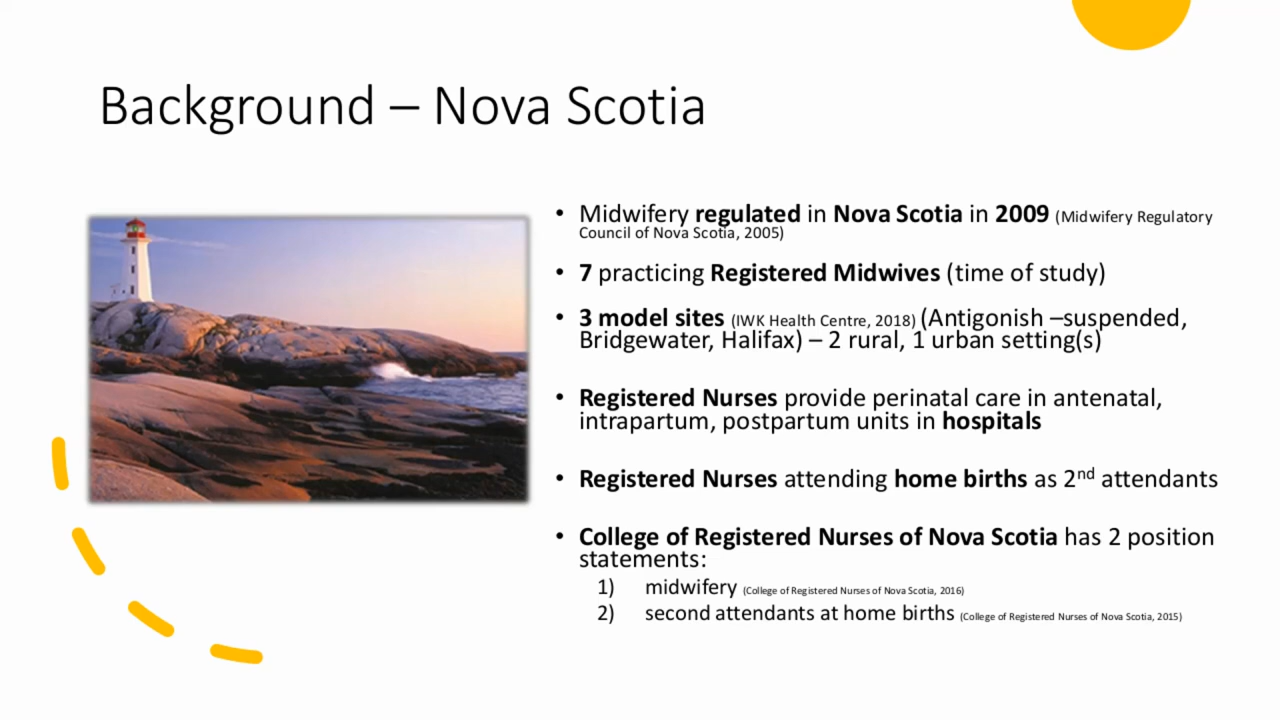 Background – Nova Scotia
• Midwifery regulated in Nova Scotia in 2009 (Midwifery Regulatory
Council of Nova Scotia, 2005)
• 7 practicing Registered Midwives (time of study)
• 3 model sites (IWK Health Centre, 2018) (Antigonish –suspended,
Bridgewater, Halifax) – 2 rural, 1 urban setting(s)
• Registered Nurses provide perinatal care in antenatal,
intrapartum, postpartum units in hospitals
• Registered Nurses attending home births as 2nd attendants
• College of Registered Nurses of Nova Scotia has 2 position
statements:
1) midwifery (College of Registered Nurses of Nova Scotia, 2016)
2) second attendants at home births (College of Registered Nurses of Nova Scotia, 2015)